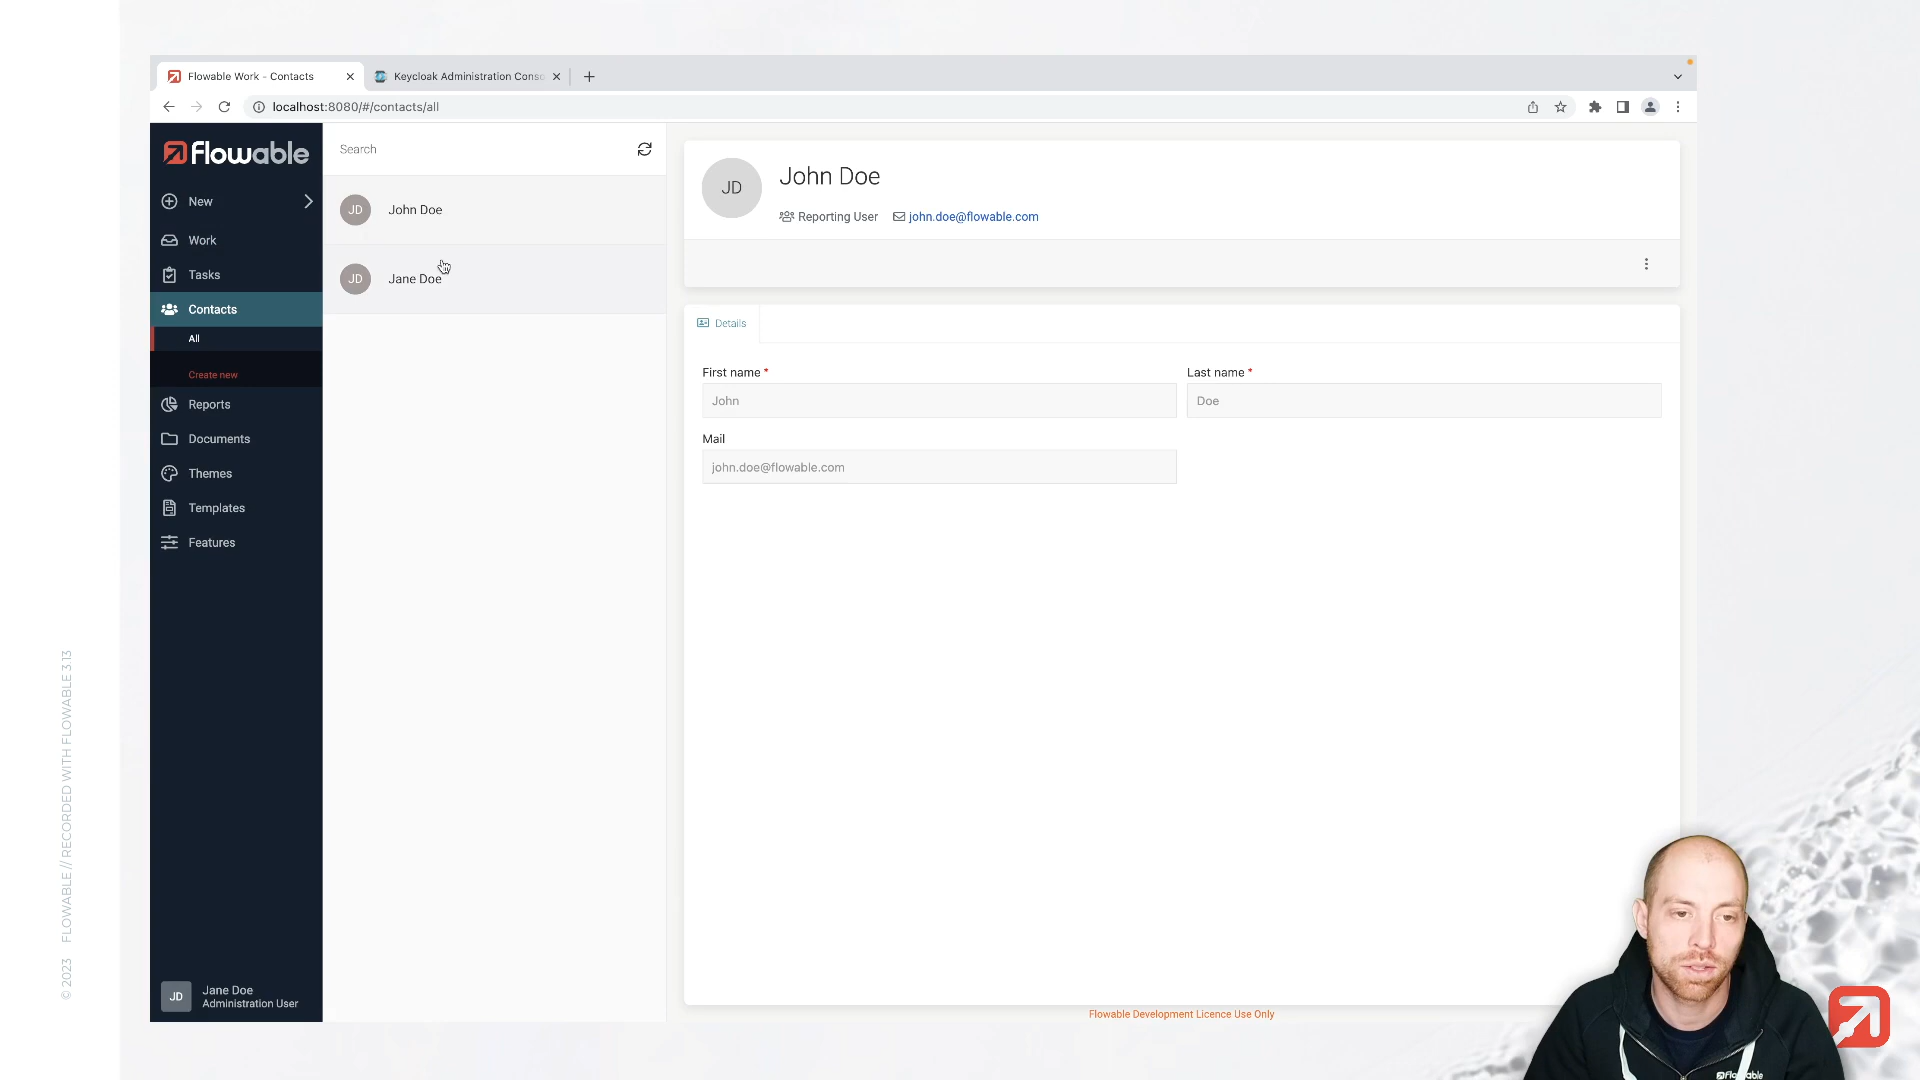 Flowable Work - Contacts
Keycloak Administration Conso
localhost:8080/#/contacts/all
Flowable
New
Work
Tasks
Contacts
All
Create new
Reports
Documents
Themes
Templates
Features
JD
Jane Doe
Administration User
Search
JD
John Doe
JD
Jane Doe
JD
John Doe
Reporting User
john.doe@flowable.com
Details
First name *
John
Last name *
Doe
Mail
john.doe@flowable.com
Flowable Development Licence Use Only
© 2023 FLOWABLE // RECORDED WITH FLOWABLE 3.13